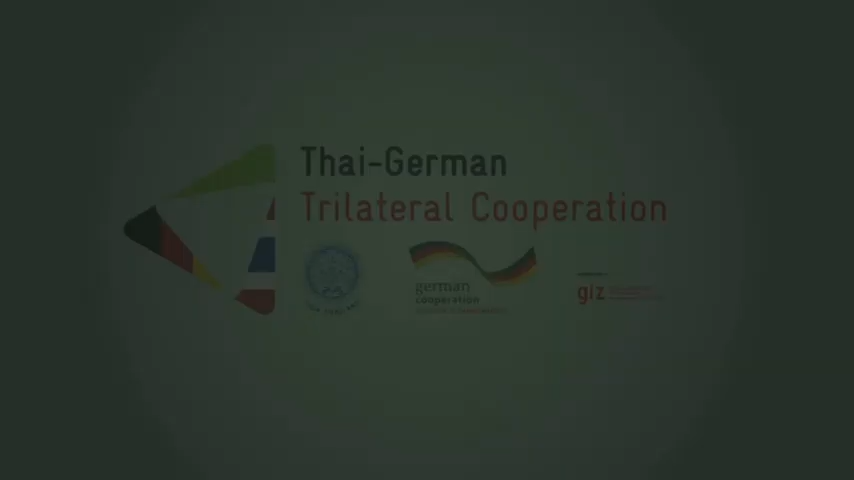 Thai-German
Trilateral Cooperation
german
cooperation
giz